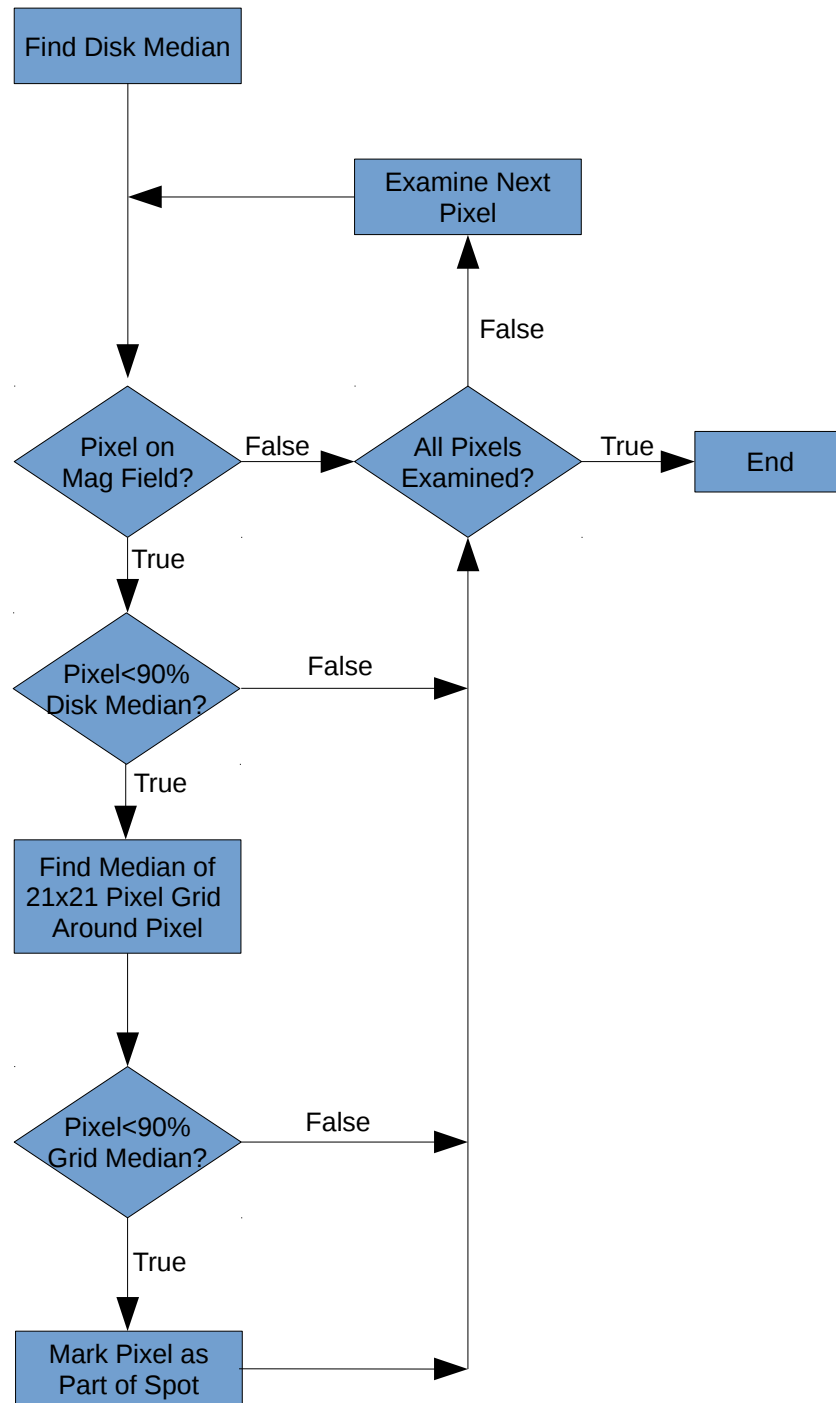 Find Disk Median
Examine Next
Pixel
False
Pixel on
Mag Field?
False
All Pixels
Examined?
True
End
True
Pixel<90%
Disk Median?
False
True
Find Median of
21x21 Pixel Grid
Around Pixel
Pixel<90%
Grid Median?
False
True
Mark Pixel as
Part of Spot